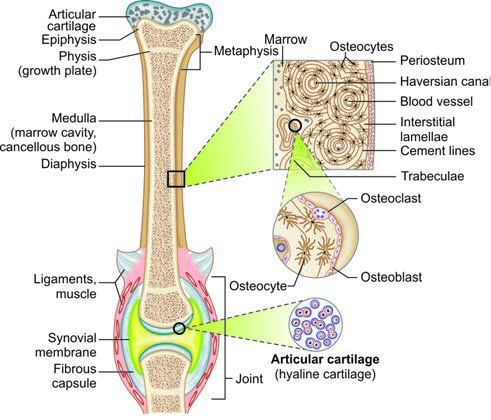 Articular
cartilage
Epiphysis
Physis
(growth plate)
Metaphysis
Medulla
(marrow cavity,
cancellous bone)
Diaphysis
Ligaments,
muscle
Synovial
membrane
Fibrous
capsule
Joint
Marrow
Osteocytes
Periosteum
Haversian canal
Blood vessel
Interstitial
lamellae
Cement lines
Trabeculae
Osteoclast
Osteocyte
Osteoblast
Articular cartilage
(hyaline cartilage)